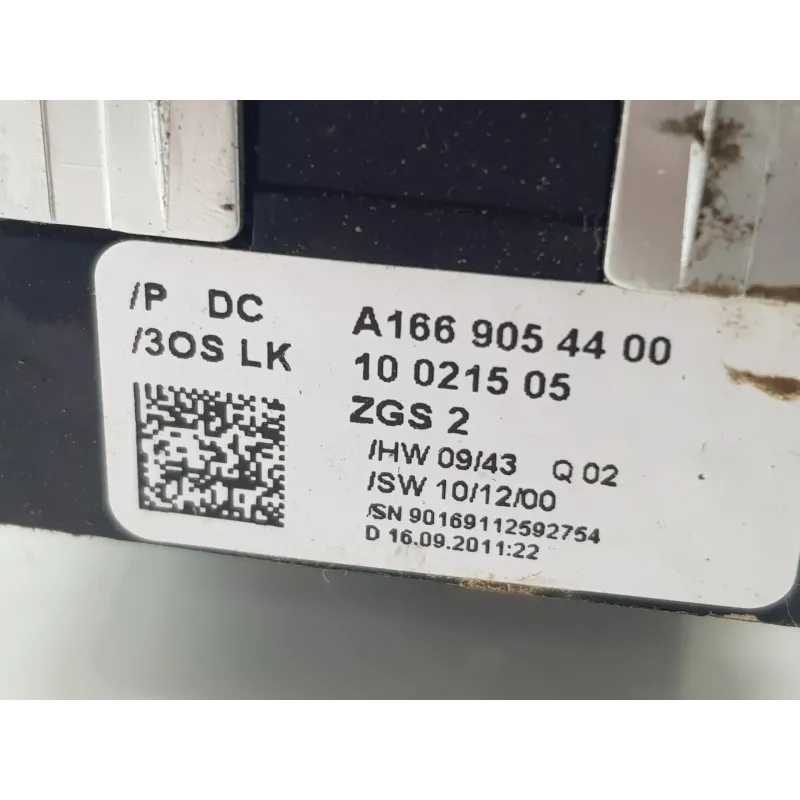 /P DC
/3OS LK
A166 905 44 00
10 0215 05
ZGS 2
/HW 09/43 Q 02
/SW 10/12/00
/SN 90169112592754
D 16.09.2011:22